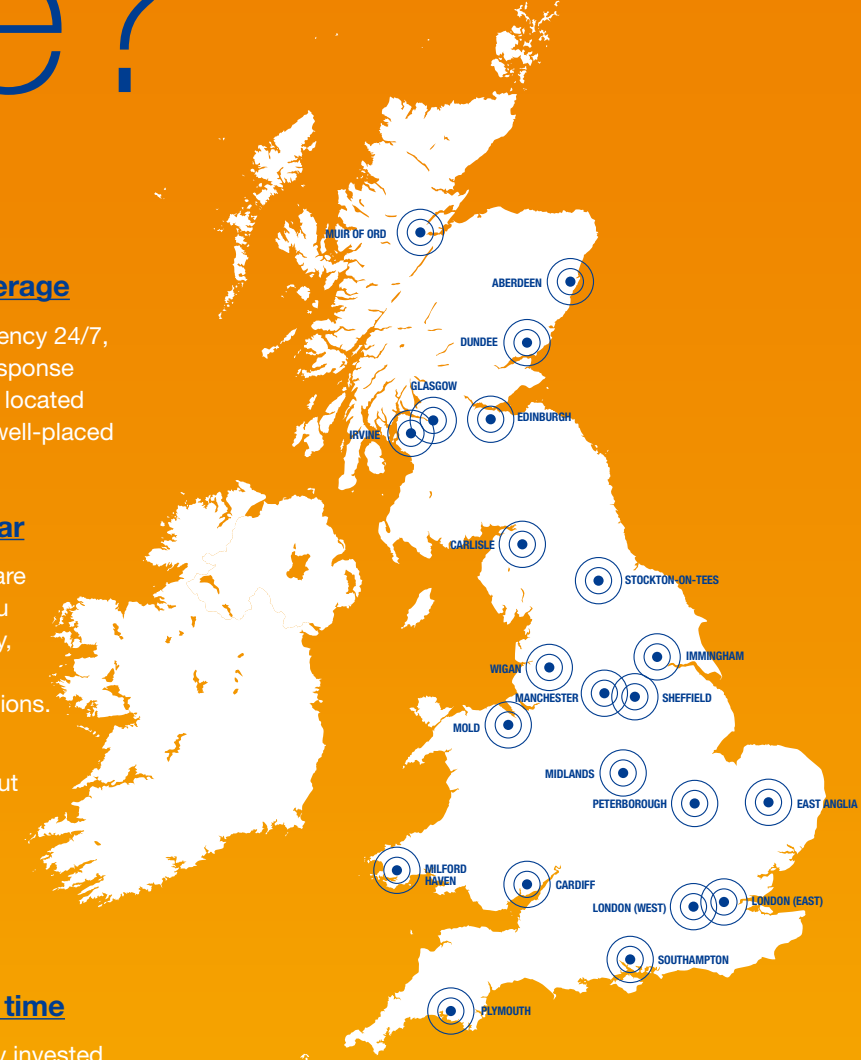 e?
erage
ency 24/7,
sponse
located
well-placed
ar
are
u
y,
ions.
ut
time
y invested
MUIR OF ORD
ABERDEEN
DUNDEE
GLASGOW
EDINBURGH
IRVINE
CARLISLE
STOCKTON-ON-TEES
IMMINGHAM
WIGAN
MANCHESTER
SHEFFIELD
MOLD
MIDLANDS
PETERBOROUGH
EAST ANGLIA
MILFORD
HAVEN
CARDIFF
LONDON (EAST)
LONDON (WEST)
SOUTHAMPTON
PLYMOUTH